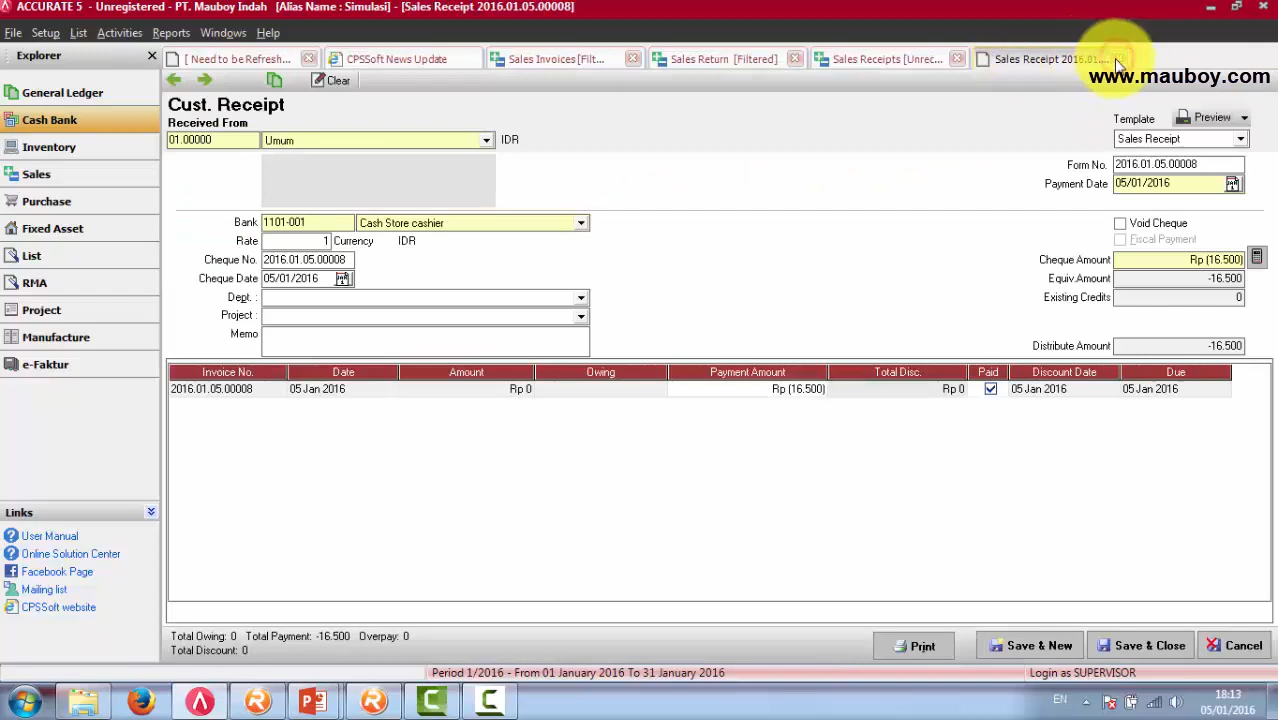 ACCURATE 5 - Unregistered - PT. Mauboy Indah [Alias Name : Simulasi] - [Sales Receipt 2016.01.05.00008]
File Setup List Activities Reports Windows Help
Explorer
[ Need to be Refresh... CPSSoft News Update Sales Invoices [Filt... Sales Return [Filtered] Sales Receipts [Unrec... Sales Receipt 2016.01....
www.mauboy.com
Clear
General Ledger
Cash Bank
Inventory
Sales
Purchase
Fixed Asset
List
RMA
Project
Manufacture
e-Faktur
Links
User Manual
Online Solution Center
Facebook Page
Mailing list
CPSSoft website
Cust. Receipt
Received From
01.00000 Umum IDR
Template Preview
Sales Receipt
Form No. 2016.01.05.00008
Payment Date 05/01/2016
Bank 1101-001 Cash Store cashier
Rate 1 Currency IDR
Cheque No. 2016.01.05.00008
Cheque Date 05/01/2016
Dept. :
Project :
Memo
Void Cheque
Fiscal Payment
Cheque Amount Rp (16.500)
Equiv.Amount -16.500
Existing Credits 0
Distribute Amount -16.500
Invoice No. Date Amount Owing Payment Amount Total Disc. Paid Discount Date Due
2016.01.05.00008 05 Jan 2016 Rp 0 Rp (16.500) Rp 0 05 Jan 2016 05 Jan 2016
Total Owing: 0 Total Payment: -16.500 Overpay: 0
Total Discount: 0
Print Save & New Save & Close Cancel
Period 1/2016 - From 01 January 2016 To 31 January 2016 Login as SUPERVISOR
EN 18:13
05/01/2016